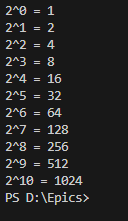 2^0 = 1
2^1 = 2
2^2 = 4
2^3 = 8
2^4 = 16
2^5 = 32
2^6 = 64
2^7 = 128
2^8 = 256
2^9 = 512
2^10 = 1024
PS D:\Epics>